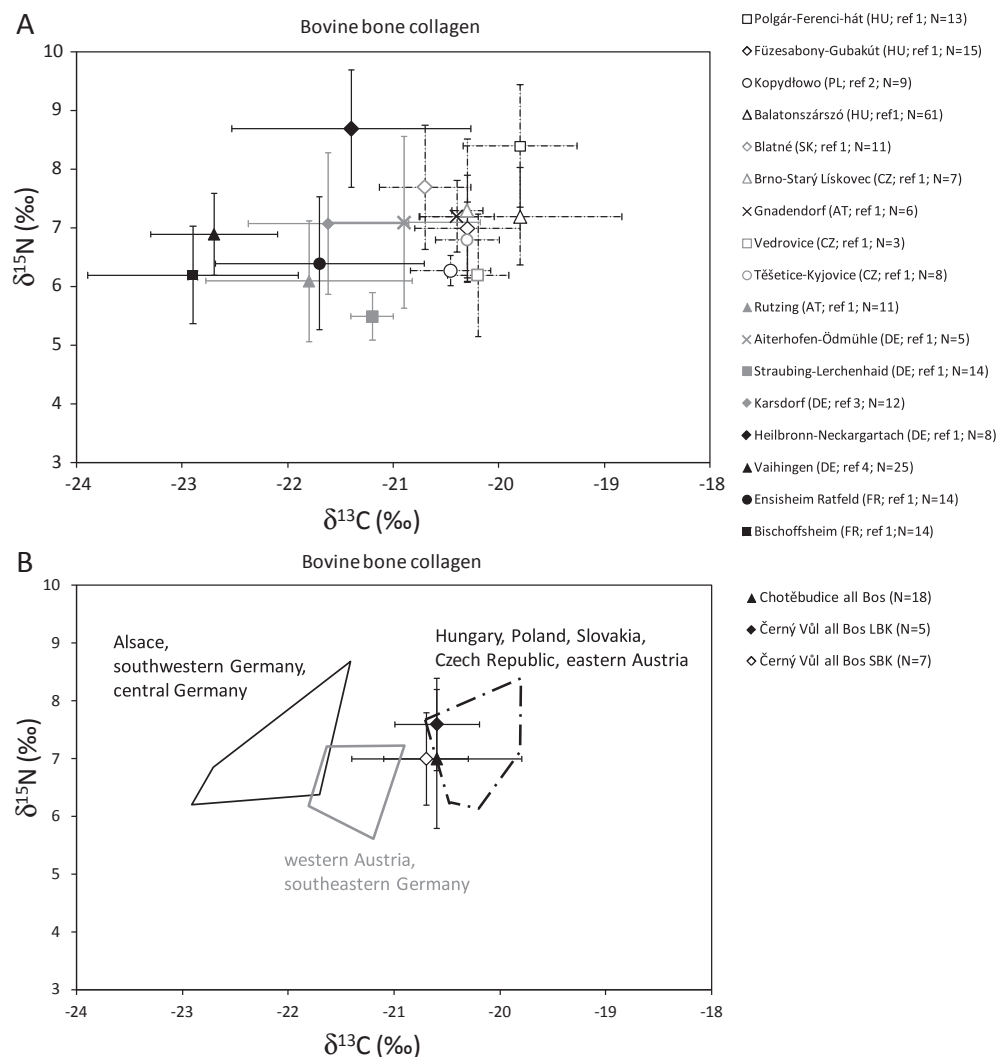 A
Bovine bone collagen
10
9
8
7
6
5
4
3
δ¹⁵N (‰)
-24
-23
-22
-21
-20
-19
-18
δ¹³C (‰)
Polgár-Ferenci-hát (HU; ref 1; N=13)
Füzesabony-Gubakút (HU; ref 1; N=15)
Kopydłowo (PL; ref 2; N=9)
Balatonszárszó (HU; ref1; N=61)
Blatné (SK; ref 1; N=11)
Brno-Starý Lískovec (CZ; ref 1; N=7)
Gnadendorf (AT; ref 1; N=6)
Vedrovice (CZ; ref 1; N=3)
Těšetice-Kyjovice (CZ; ref 1; N=8)
Rutzing (AT; ref 1; N=11)
Aiterhofen-Ödmühle (DE; ref 1; N=5)
Straubing-Lerchenhaid (DE; ref 1; N=14)
Karsdorf (DE; ref 3; N=12)
Heilbronn-Neckargartach (DE; ref 1; N=8)
Vaihingen (DE; ref 4; N=25)
Ensisheim Ratfeld (FR; ref 1; N=14)
Bischoffsheim (FR; ref 1;N=14)
B
Bovine bone collagen
10
9
8
7
6
5
4
3
δ¹⁵N (‰)
Alsace,
southwestern Germany,
central Germany
Hungary, Poland, Slovakia,
Czech Republic, eastern Austria
western Austria,
southeastern Germany
-24
-23
-22
-21
-20
-19
-18
δ¹³C (‰)
Chotěbudice all Bos (N=18)
Černý Vůl all Bos LBK (N=5)
Černý Vůl all Bos SBK (N=7)